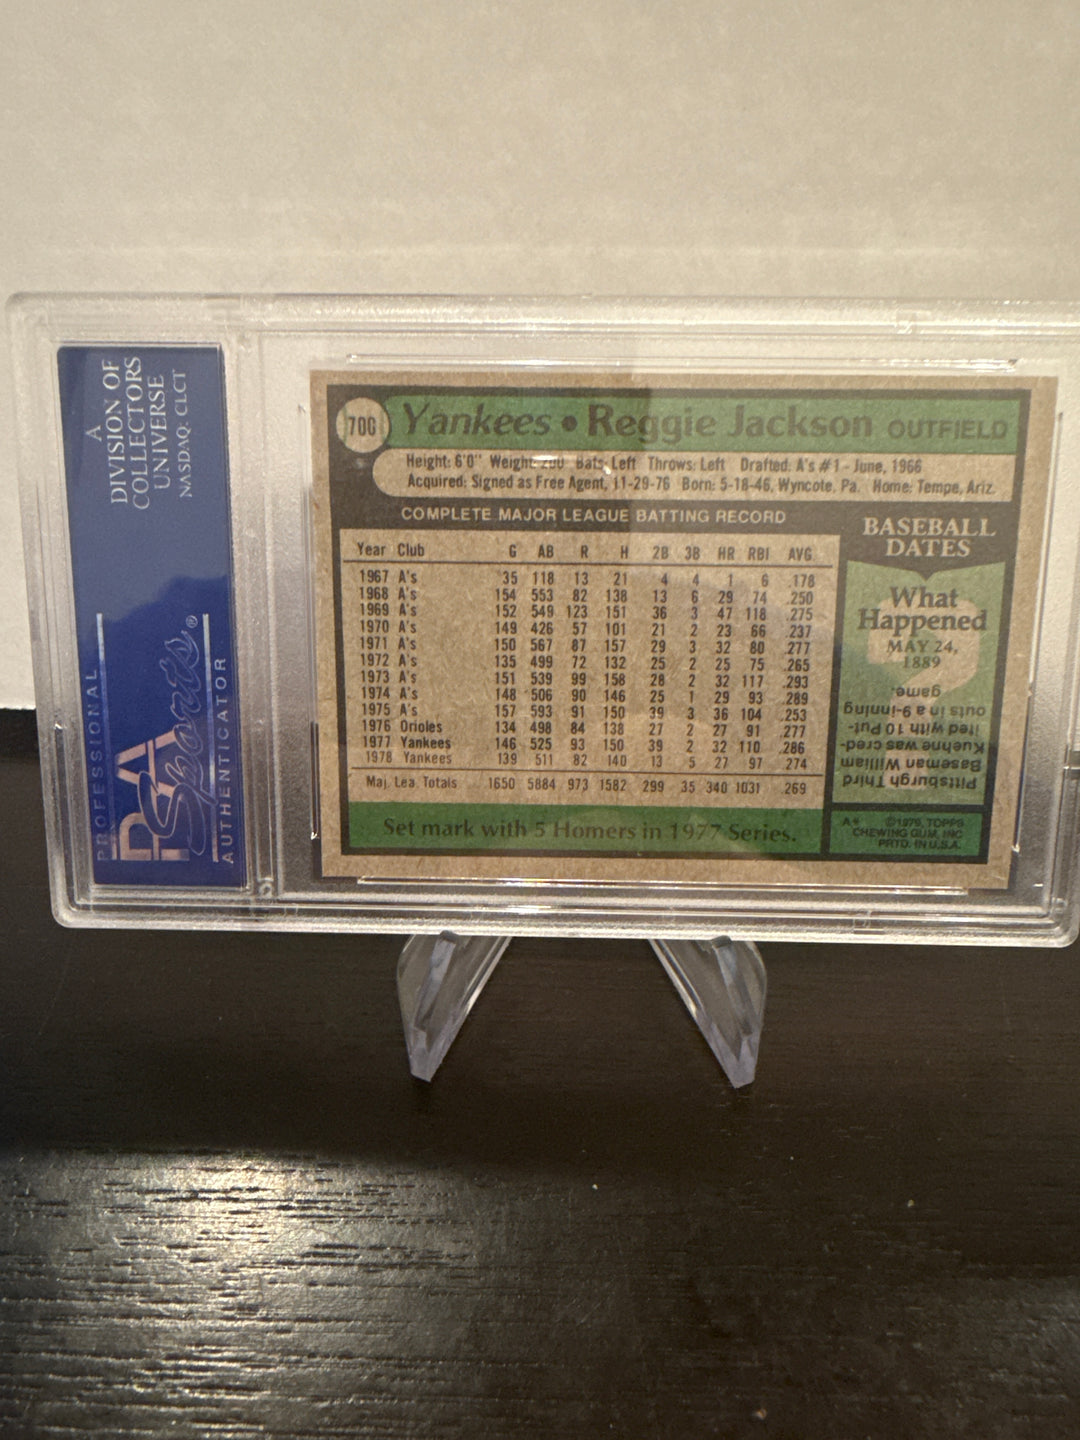 A
DIVISION OF
COLLECTORS
UNIVERSE
NASDAQ: CLCT
PROFESSIONAL
PSA
Sports®
AUTHENTICATOR
700 Yankees • Reggie Jackson OUTFIELD
Height: 6'0" Weight: 200 Bats: Left Throws: Left Drafted: A's #1 - June, 1966
Acquired: Signed as Free Agent, 11-29-76 Born: 5-18-46, Wyncote, Pa. Home: Tempe, Ariz.
COMPLETE MAJOR LEAGUE BATTING RECORD
Year Club G AB R H 2B 3B HR RBI AVG.
1967 A's 35 118 13 21 4 4 1 6 .178
1968 A's 154 553 82 138 13 6 29 74 .250
1969 A's 152 549 123 151 36 3 47 118 .275
1970 A's 149 426 57 101 21 2 23 66 .237
1971 A's 150 567 87 157 29 3 32 80 .277
1972 A's 135 499 72 132 25 2 25 75 .265
1973 A's 151 539 99 158 28 2 32 117 .293
1974 A's 148 506 90 146 25 1 29 93 .289
1975 A's 157 593 91 150 39 3 36 104 .253
1976 Orioles 134 498 84 138 27 2 27 91 .277
1977 Yankees 146 525 93 150 39 2 32 110 .286
1978 Yankees 139 511 82 140 13 5 27 97 .274
Maj. Lea. Totals 1650 5884 973 1582 299 35 340 1031 .269
Set mark with 5 Homers in 1977 Series.
BASEBALL
DATES
What
Happened
MAY 24,
1889
Pittsburgh Third
Baseman William
Kuehne was cred-
ited with 10 Put-
outs in a 9-inning
game.
A* ©1979, TOPPS
CHEWING GUM, INC
PRTD. IN U.S.A.